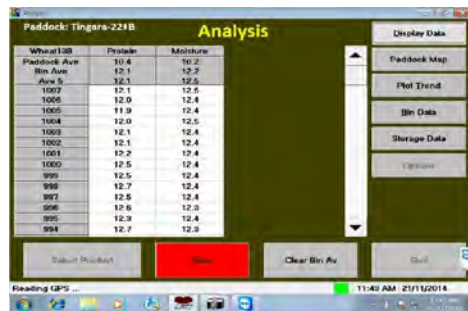 Analysis
Paddock: Tingara-221B
Analysis
Wheat13B Protein Moisture
Paddock Ave 10.4 10.2
Bin Ave 12.1 12.2
Ave 5 12.1 12.5
1007 12.1 12.5
1006 12.0 12.4
1005 11.9 12.4
1004 12.0 12.5
1003 12.1 12.4
1002 12.1 12.4
1001 12.2 12.4
1000 12.5 12.4
999 12.5 12.4
998 12.7 12.4
997 12.5 12.4
996 12.6 12.3
995 12.3 12.4
994 12.7 12.3
Display Data
Paddock Map
Plot Trend
Bin Data
Storage Data
Options
Select Product
Clear Bin Av
Quit
Reading GPS ...
11:49 AM 21/11/2014